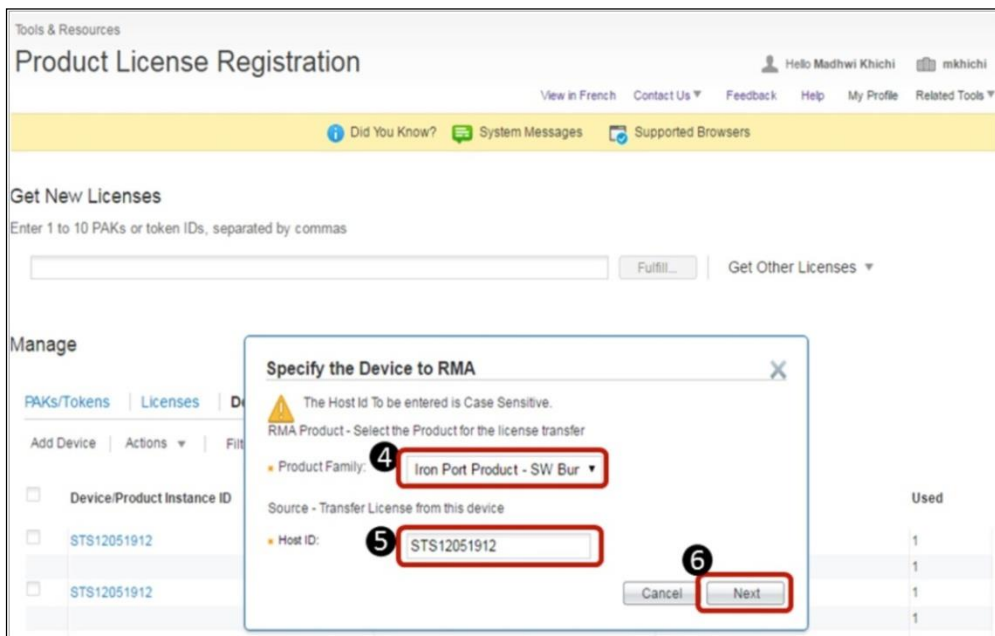 Tools & Resources
Product License Registration
Hello Madhwi Khichi mkhichi
View in French Contact Us Feedback Help My Profile Related Tools
Did You Know? System Messages Supported Browsers
Get New Licenses
Enter 1 to 10 PAKs or token IDs, separated by commas
Fulfill... Get Other Licenses
Manage
Specify the Device to RMA
The Host Id To be entered is Case Sensitive.
RMA Product - Select the Product for the license transfer
4
Product Family: Iron Port Product - SW Bur
Source - Transfer License from this device
5
Host ID: STS12051912
6
Cancel Next
PAKs/Tokens Licenses
Add Device Actions
Device/Product Instance ID Used
STS12051912 1
1
STS12051912 1
1